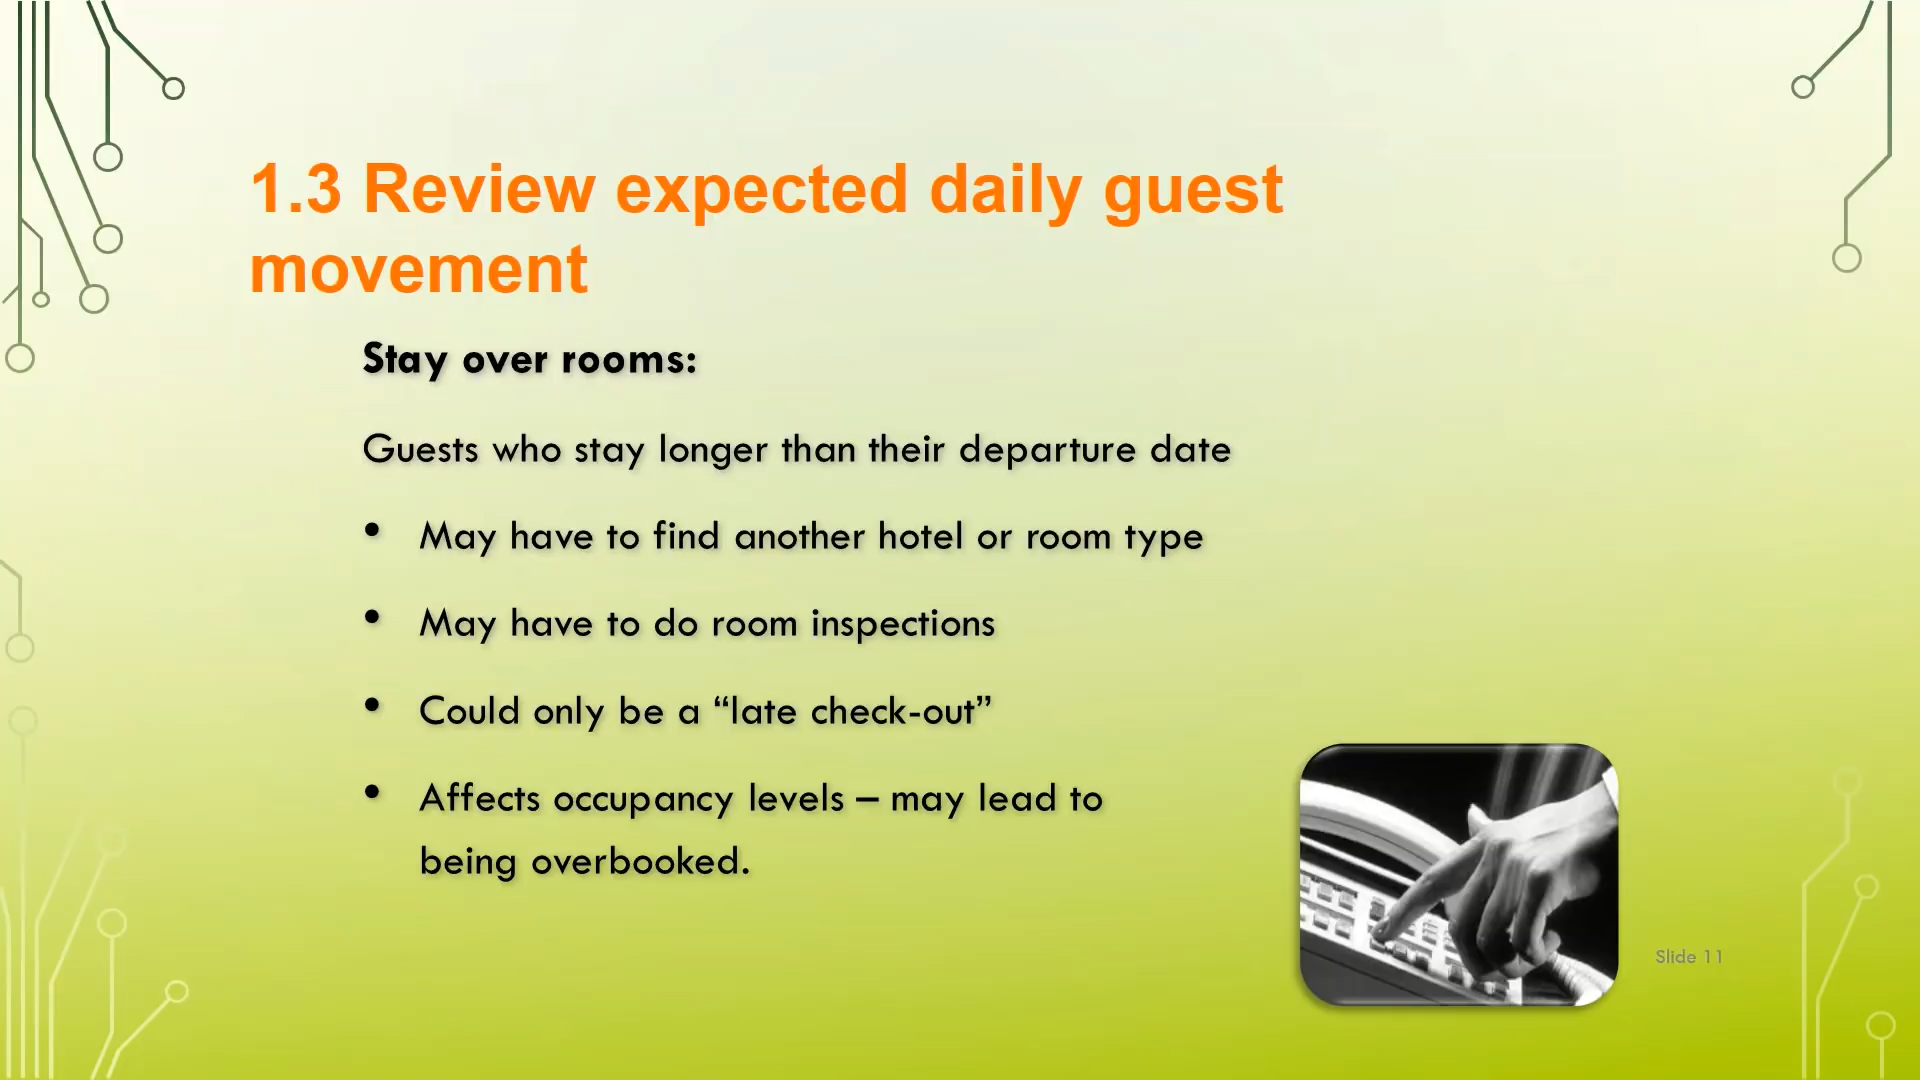 1.3 Review expected daily guest
movement
Stay over rooms:
Guests who stay longer than their departure date
• May have to find another hotel or room type
• May have to do room inspections
• Could only be a “late check-out”
• Affects occupancy levels – may lead to
being overbooked.
Slide 11